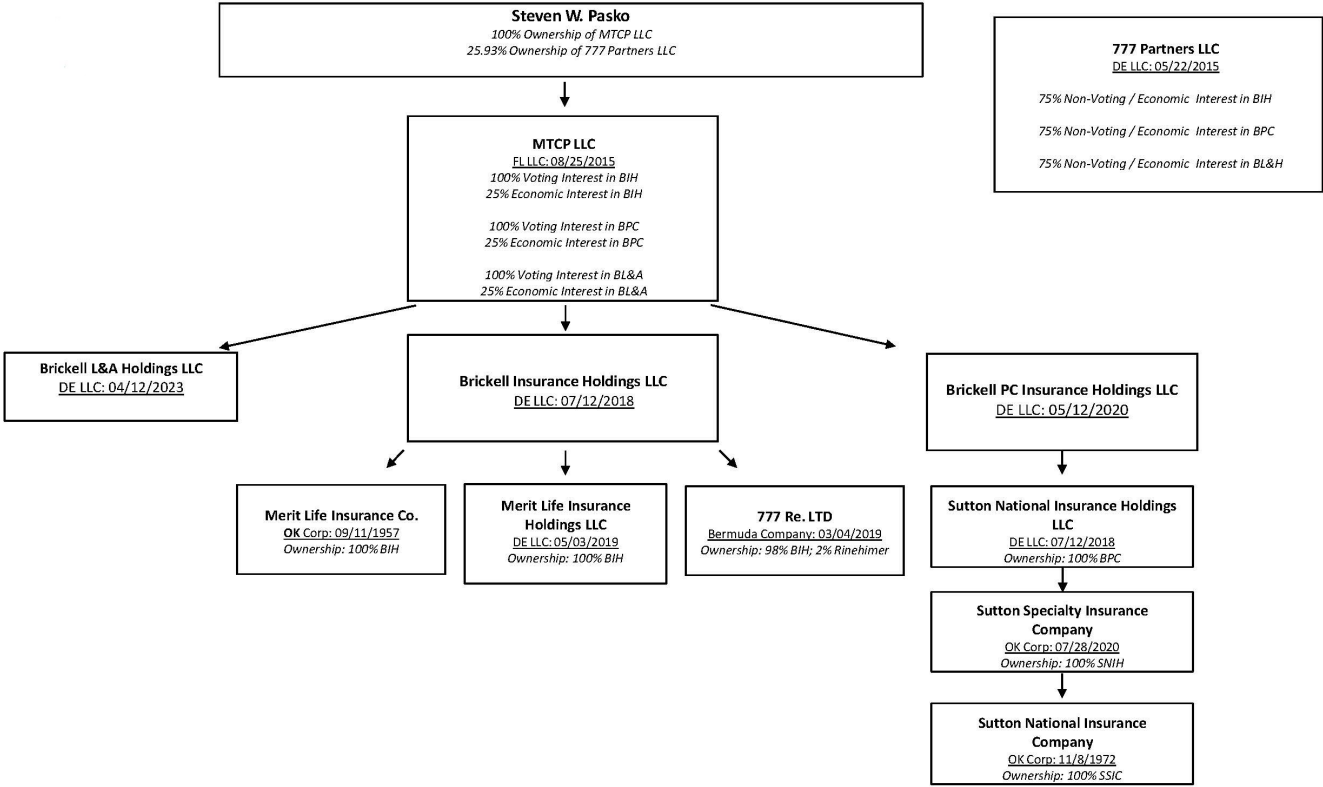 Steven W. Pasko
100% Ownership of MTCP LLC
25.93% Ownership of 777 Partners LLC
777 Partners LLC
DE LLC: 05/22/2015
75% Non-Voting / Economic Interest in BIH
75% Non-Voting / Economic Interest in BPC
75% Non-Voting / Economic Interest in BL&H
MTCP LLC
FL LLC: 08/25/2015
100% Voting Interest in BIH
25% Economic Interest in BIH
100% Voting Interest in BPC
25% Economic Interest in BPC
100% Voting Interest in BL&A
25% Economic Interest in BL&A
Brickell L&A Holdings LLC
DE LLC: 04/12/2023
Brickell Insurance Holdings LLC
DE LLC: 07/12/2018
Brickell PC Insurance Holdings LLC
DE LLC: 05/12/2020
Merit Life Insurance Co.
OK Corp: 09/11/1957
Ownership: 100% BIH
Merit Life Insurance
Holdings LLC
DE LLC: 05/03/2019
Ownership: 100% BIH
777 Re. LTD
Bermuda Company: 03/04/2019
Ownership: 98% BIH; 2% Rinehimer
Sutton National Insurance Holdings
LLC
DE LLC: 07/12/2018
Ownership: 100% BPC
Sutton Specialty Insurance
Company
OK Corp: 07/28/2020
Ownership: 100% SNIH
Sutton National Insurance
Company
OK Corp: 11/8/1972
Ownership: 100% SSIC